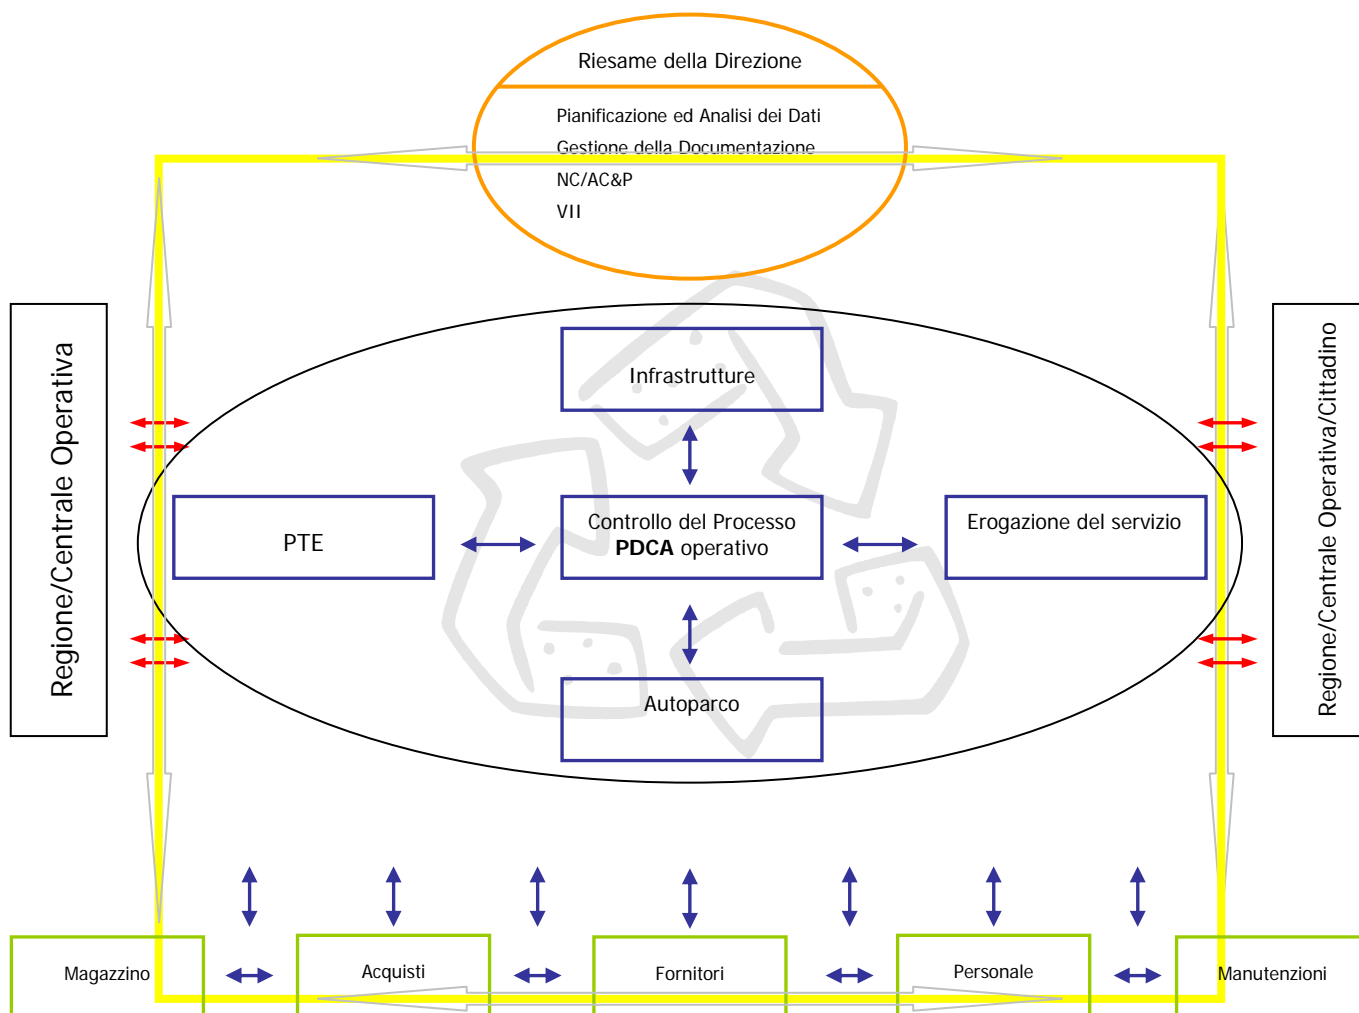 Riesame della Direzione
Pianificazione ed Analisi dei Dati
Gestione della Documentazione
NC/AC&P
VII
Regione/Centrale Operativa
Regione/Centrale Operativa/Cittadino
Infrastrutture
PTE
Controllo del Processo
PDCA operativo
Erogazione del servizio
Autoparco
Magazzino
Acquisti
Fornitori
Personale
Manutenzioni